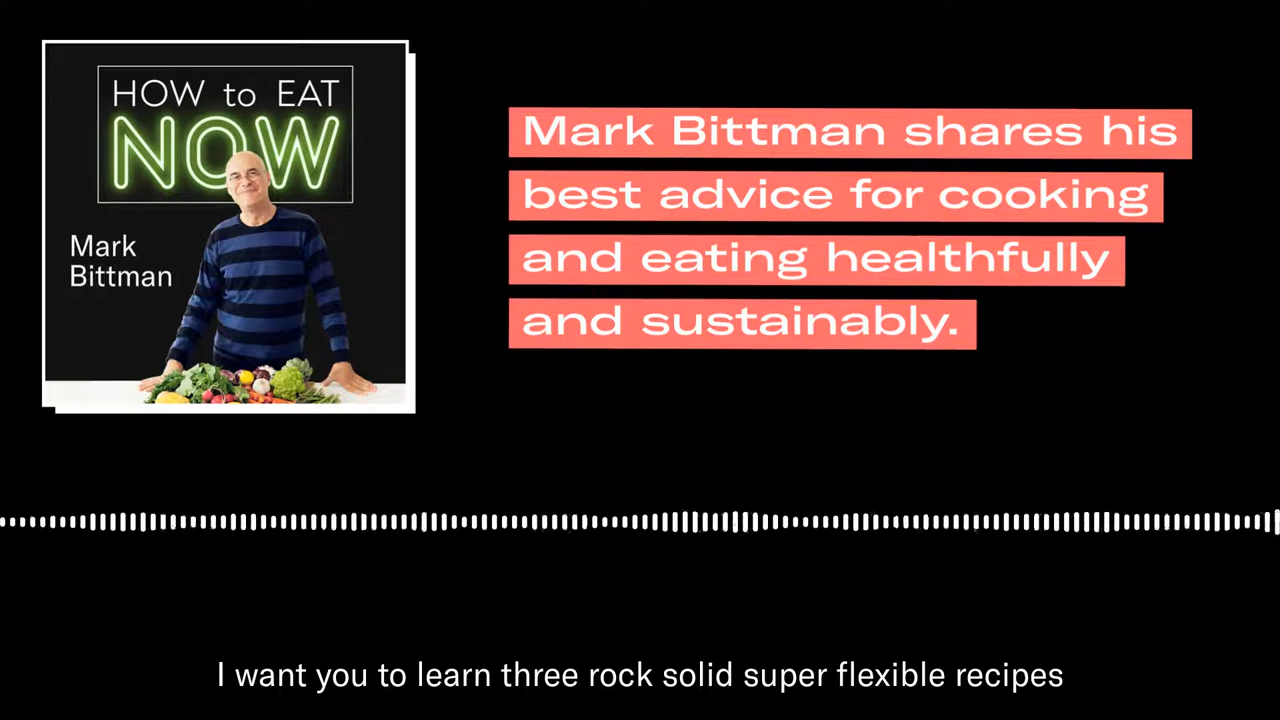 HOW to EAT
NOW
Mark
Bittman
Mark Bittman shares his
best advice for cooking
and eating healthfully
and sustainably.
I want you to learn three rock solid super flexible recipes